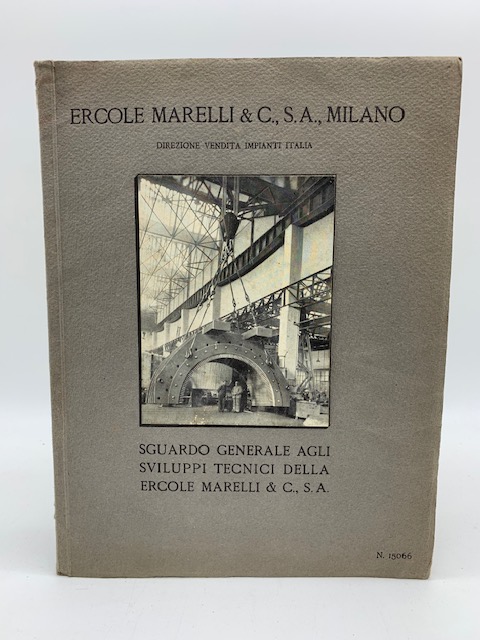 ERCOLE MARELLI & C., S.A., MILANO
DIREZIONE VENDITA IMPIANTI ITALIA
SGUARDO GENERALE AGLI
SVILUPPI TECNICI DELLA
ERCOLE MARELLI & C., S.A.
N. 15066